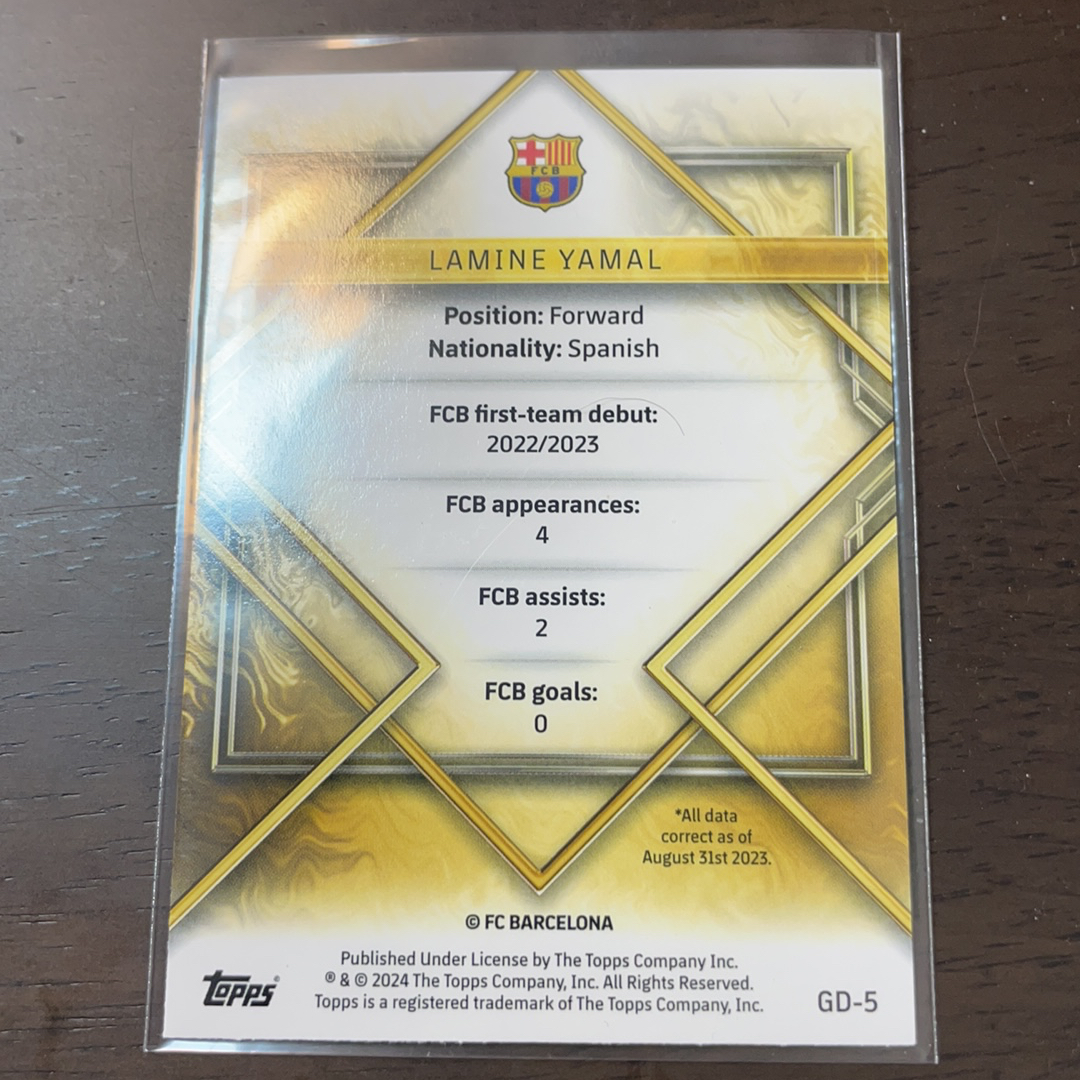 FCB
LAMINE YAMAL
Position: Forward
Nationality: Spanish
FCB first-team debut:
2022/2023
FCB appearances:
4
FCB assists:
2
FCB goals:
0
*All data
correct as of
August 31st 2023.
© FC BARCELONA
Published Under License by The Topps Company Inc.
® & © 2024 The Topps Company, Inc. All Rights Reserved.
Topps is a registered trademark of The Topps Company, Inc.
Topps®
GD-5